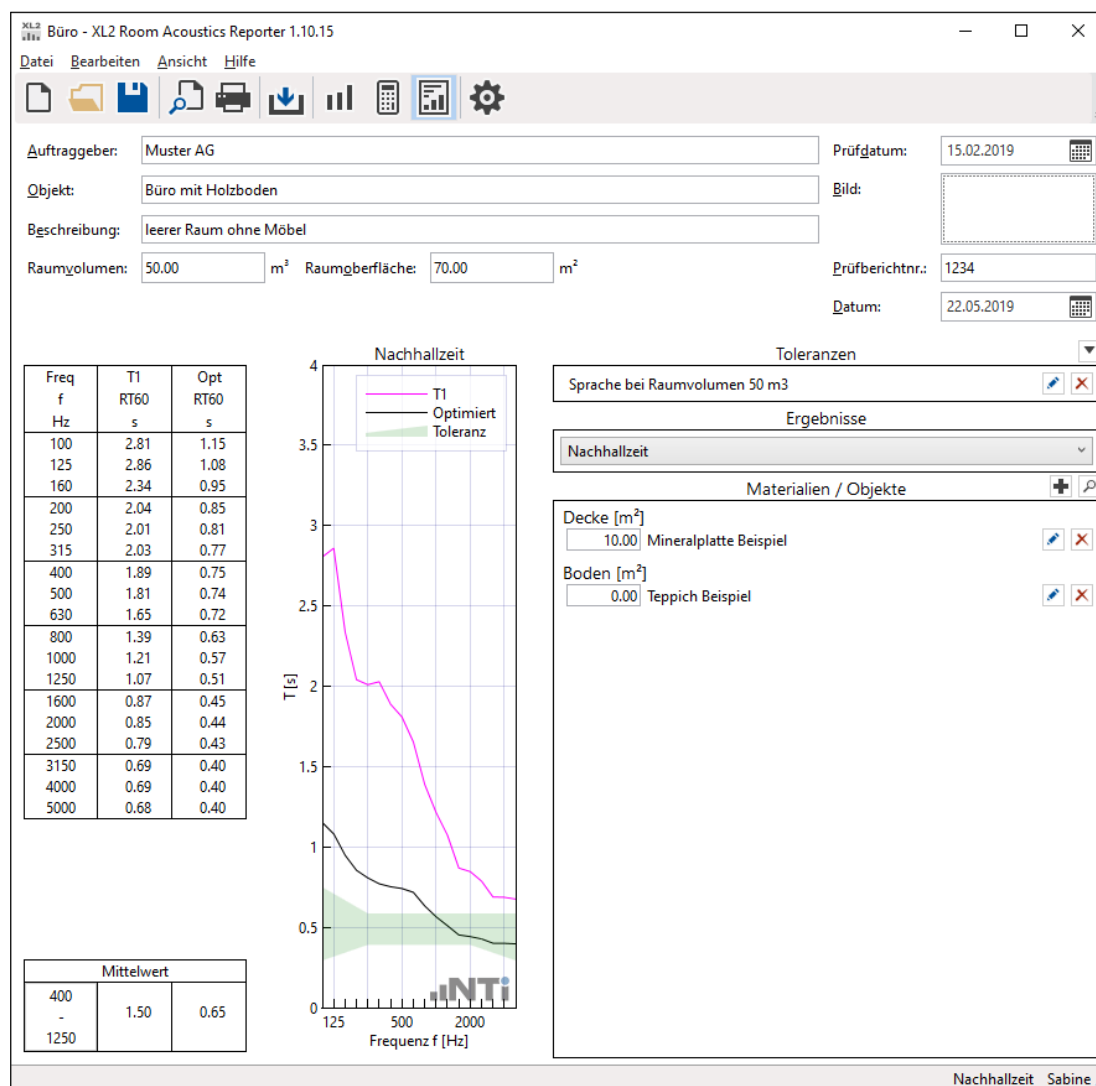 XL2
Büro - XL2 Room Acoustics Reporter 1.10.15
Datei Bearbeiten Ansicht Hilfe
Auftraggeber: Muster AG Prüfdatum: 15.02.2019
Objekt: Büro mit Holzboden Bild:
Beschreibung: leerer Raum ohne Möbel
Raumvolumen: 50.00 m³ Raumoberfläche: 70.00 m² Prüfberichtnr.: 1234
Datum: 22.05.2019
Freq T1 Opt
f RT60 RT60
Hz s s
100 2.81 1.15
125 2.86 1.08
160 2.34 0.95
200 2.04 0.85
250 2.01 0.81
315 2.03 0.77
400 1.89 0.75
500 1.81 0.74
630 1.65 0.72
800 1.39 0.63
1000 1.21 0.57
1250 1.07 0.51
1600 0.87 0.45
2000 0.85 0.44
2500 0.79 0.43
3150 0.69 0.40
4000 0.69 0.40
5000 0.68 0.40
Mittelwert
400 - 1250 1.50 0.65
Nachhallzeit
T1
Optimiert
Toleranz
4
3.5
3
2.5
2
1.5
1
0.5
0
T [s]
125 500 2000
Frequenz f [Hz]
NTi
Toleranzen
Sprache bei Raumvolumen 50 m3
Ergebnisse
Nachhallzeit
Materialien / Objekte
Decke [m²]
10.00 Mineralplatte Beispiel
Boden [m²]
0.00 Teppich Beispiel
Nachhallzeit Sabine